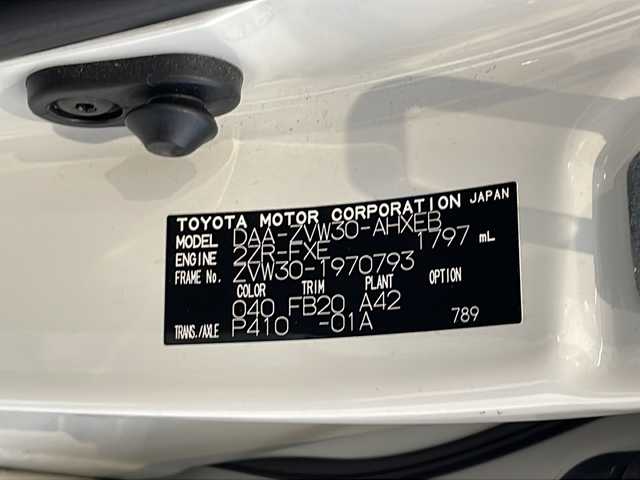 TOYOTA MOTOR CORPORATION JAPAN
MODEL DAA-ZVW30-AHXEB
ENGINE 2ZR-FXE 1797 mL
FRAME No. ZVW30-1970793
COLOR TRIM PLANT OPTION
040 FB20 A42
TRANS./AXLE P410 -01A 789